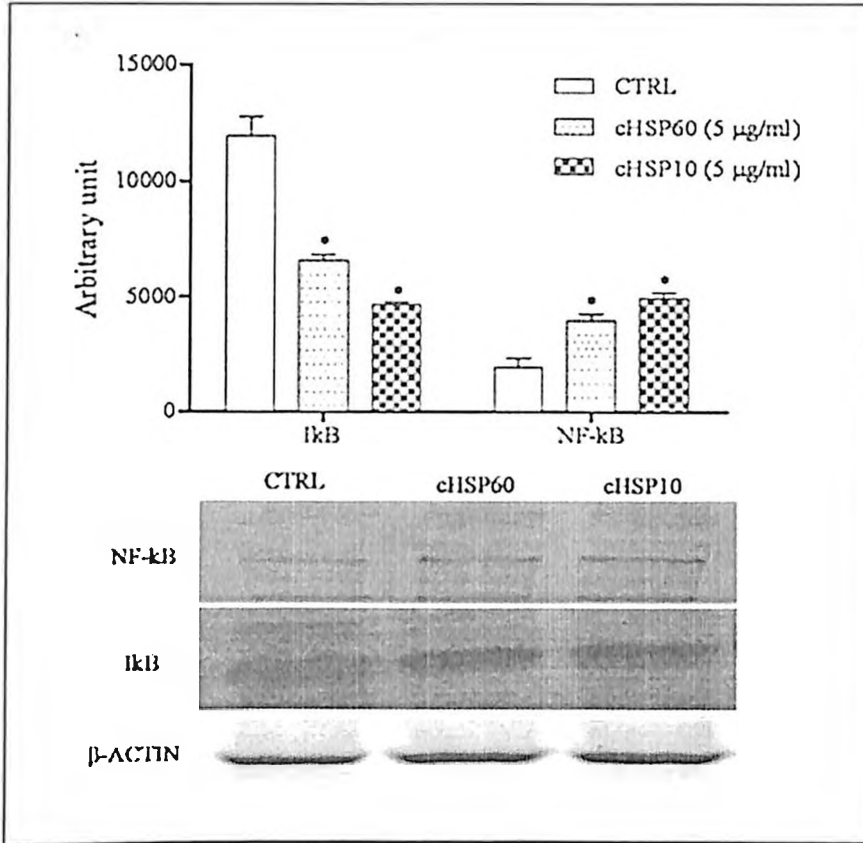 15000
10000
5000
0
Arbitrary unit
CTRL
cHSP60 (5 µg/ml)
cHSP10 (5 µg/ml)
IkB
NF-kB
CTRL cHSP60 cHSP10
NF-kB
IkB
β-ACTIN